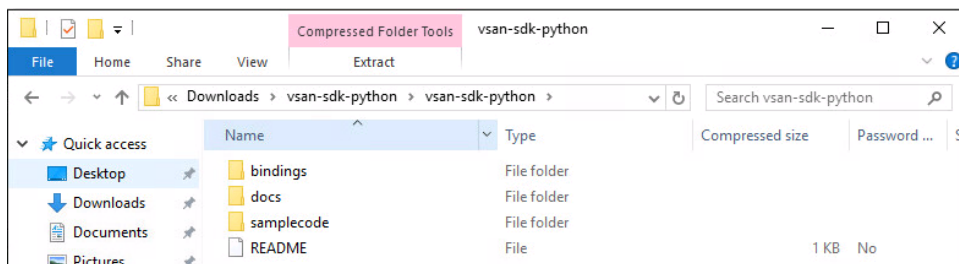 Compressed Folder Tools vsan-sdk-python
File Home Share View Extract
« Downloads > vsan-sdk-python > vsan-sdk-python > Search vsan-sdk-python
Quick access
Name Type Compressed size Password ... S
Desktop
bindings File folder
Downloads
docs File folder
Documents
samplecode File folder
Pictures
README File 1 KB No